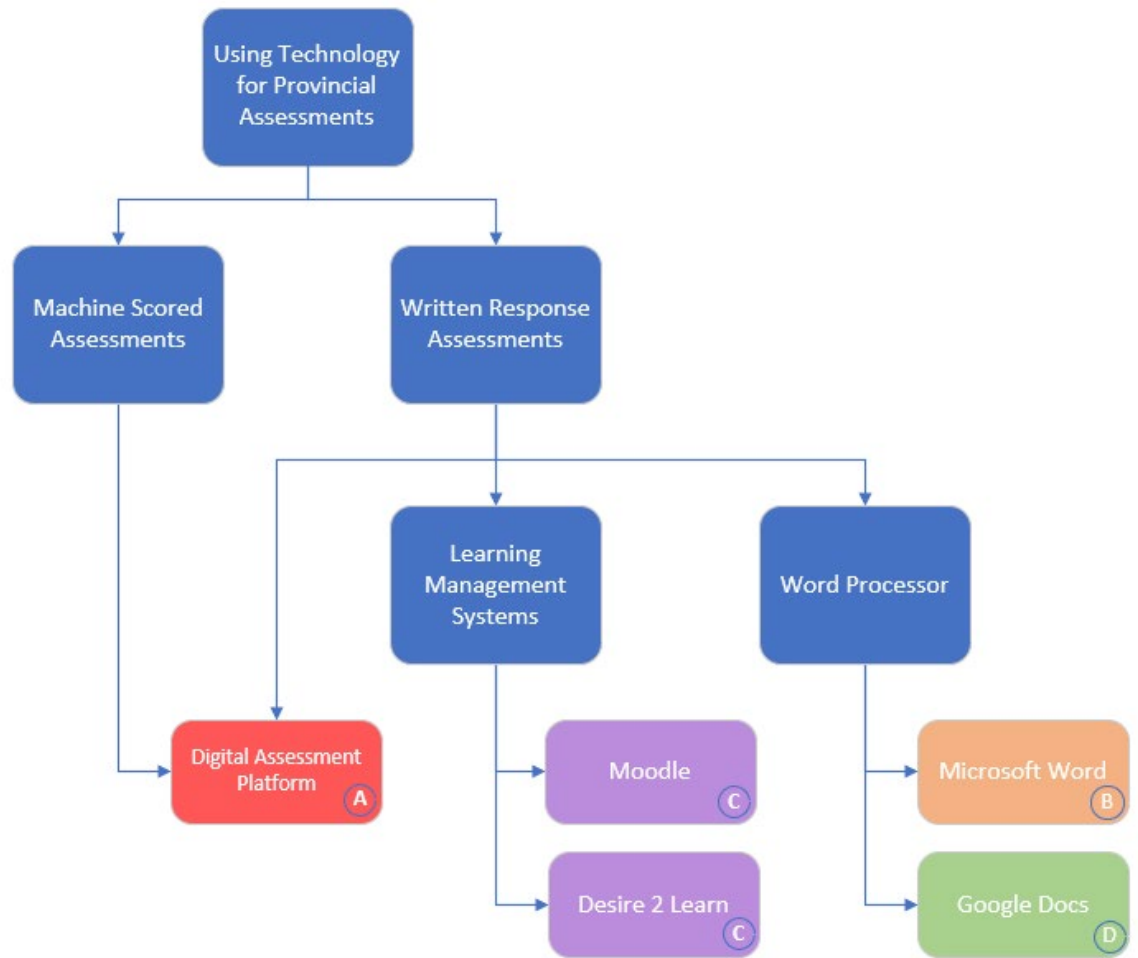 Using Technology
for Provincial
Assessments
Machine Scored
Assessments
Written Response
Assessments
Learning
Management
Systems
Word Processor
Digital Assessment
Platform
A
Moodle
C
Microsoft Word
B
Desire 2 Learn
C
Google Docs
D